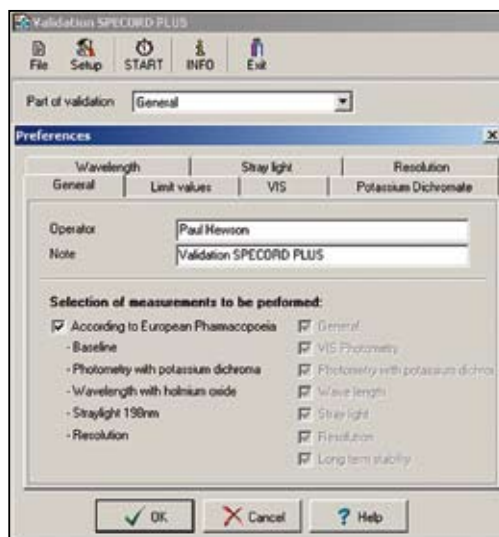 Validation SPECORD PLUS
File Setup START INFO Exit
Part of validation General
Preferences
Wavelength Stray light Resolution
General Limit values VIS Potassium Dichromate
Operator Paul Hewson
Note Validation SPECORD PLUS
Selection of measurements to be performed:
According to European Pharmacopoeia General
- Baseline VIS Photometry
- Photometry with potassium dichroma Photometry with potassium dichro
- Wavelength with holmium oxide Wave length
- Straylight 198nm Stray light
- Resolution Resolution
Long term stability
OK Cancel ? Help